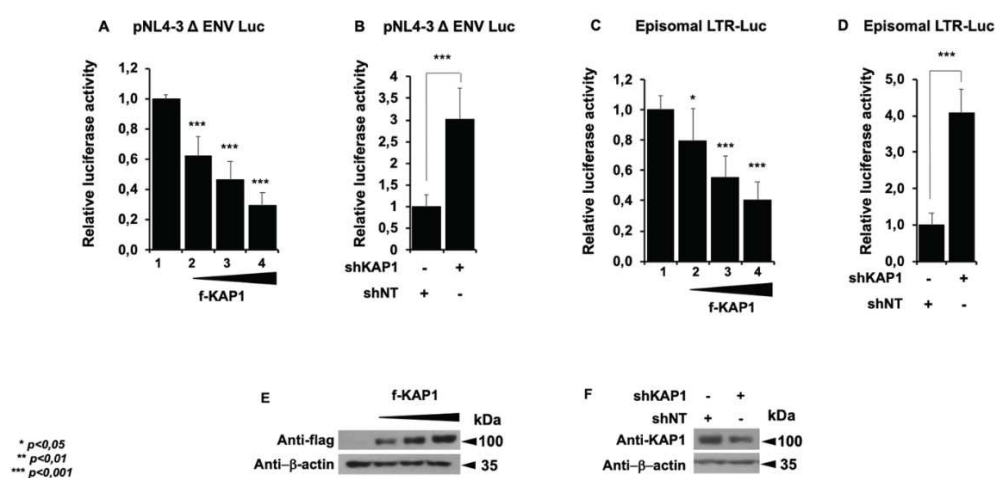 A pNL4-3 Δ ENV Luc
Relative luciferase activity
1,2
1,0
0,8
0,6
0,4
0,2
0,0
***
***
***
1 2 3 4
f-KAP1
B pNL4-3 Δ ENV Luc
Relative luciferase activity
4
3,5
3
2,5
2
1,5
1
0,5
0
***
shKAP1 - +
shNT + -
C Episomal LTR-Luc
Relative luciferase activity
1,2
1,0
0,8
0,6
0,4
0,2
0,0
*
***
***
1 2 3 4
f-KAP1
D Episomal LTR-Luc
Relative luciferase activity
5,0
4,0
3,0
2,0
1,0
0,0
***
shKAP1 - +
shNT + -
E f-KAP1
kDa
Anti-flag 100
Anti–β-actin 35
F shKAP1 - +
shNT + - kDa
Anti-KAP1 100
Anti–β-actin 35
* p<0,05
** p<0,01
*** p<0,001